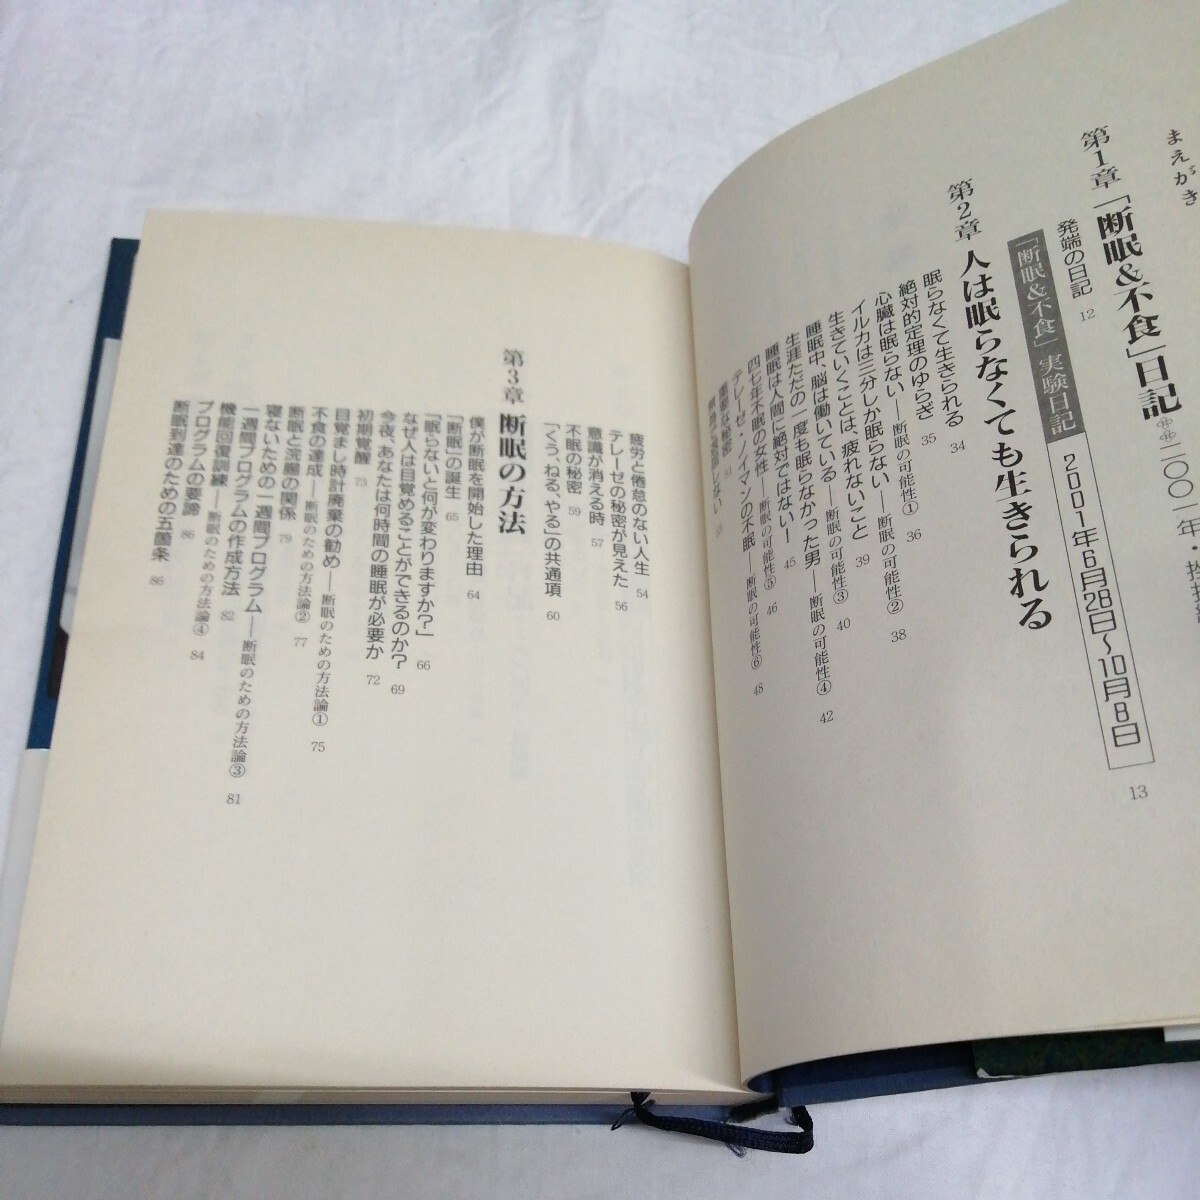 まえがき
第1章 「断眠&不食」日記
二〇〇一年
発端の日記 12
「断眠&不食」実験日記 2001年6月28日～10月8日 13
第2章 人は眠らなくても生きられる
眠らなくて生きられる 34
絶対的定理のゆらぎ 35
心臓は眠らない――断眠の可能性① 36
イルカは三分しか眠らない――断眠の可能性② 38
生きていくことは、疲れないこと 39
睡眠中、脳は働いている――断眠の可能性③ 40
生涯ただの一度も眠らなかった男――断眠の可能性④ 42
睡眠は人間に絶対ではない― 45
四七年不眠の女性――断眠の可能性⑤ 46
テレーゼ・ノイマンの不眠――断眠の可能性⑥ 48
重要な秘密 51
疲労と倦怠のない人生 54
テレーゼの秘密が見えた 56
意識が消える時 57
不眠の秘密 59
「くう、ねる、やる」の共通項 60
第3章 断眠の方法
僕が断眠を開始した理由 64
「断眠」の誕生 65
「眠らないと何が変わりますか？」 66
なぜ人は目覚めることができるのか？ 69
今夜、あなたは何時間の睡眠が必要か 72
初期覚醒 73
目覚まし時計廃棄の勧め――断眠のための方法論① 75
不食の達成――断眠のための方法論② 77
断眠と浣腸の関係 79
寝ないための一週間プログラム――断眠のための方法論③ 81
一週間プログラムの作成方法 82
機能回復訓練――断眠のための方法論④ 84
プログラムの要諦 86
断眠到達のための五箇条 86